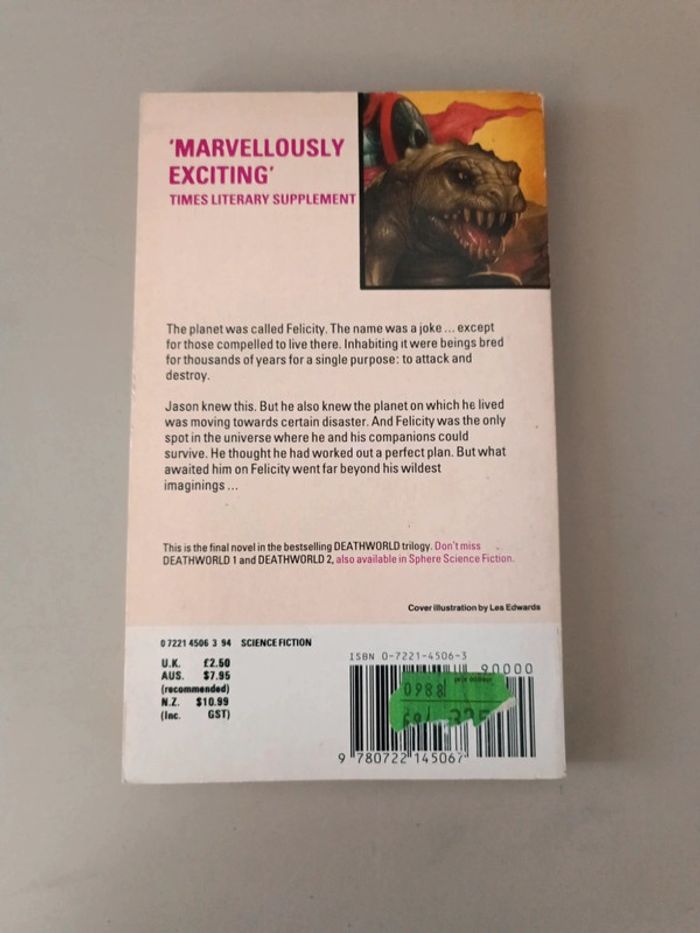 'MARVELLOUSLY
EXCITING'
TIMES LITERARY SUPPLEMENT
The planet was called Felicity. The name was a joke ... except
for those compelled to live there. Inhabiting it were beings bred
for thousands of years for a single purpose: to attack and
destroy.
Jason knew this. But he also knew the planet on which he lived
was moving towards certain disaster. And Felicity was the only
spot in the universe where he and his companions could
survive. He thought he had worked out a perfect plan. But what
awaited him on Felicity went far beyond his wildest
imaginings ...
This is the final novel in the bestselling DEATHWORLD trilogy. Don't miss
DEATHWORLD 1 and DEATHWORLD 2, also available in Sphere Science Fiction.
Cover illustration by Les Edwards
0 7221 4506 3 94 SCIENCE FICTION
U.K. £2.50
AUS. $7.95
(recommended)
N.Z. $10.99
(Inc. GST)
ISBN 0-7221-4506-3
90000
0988
9 780722 145067